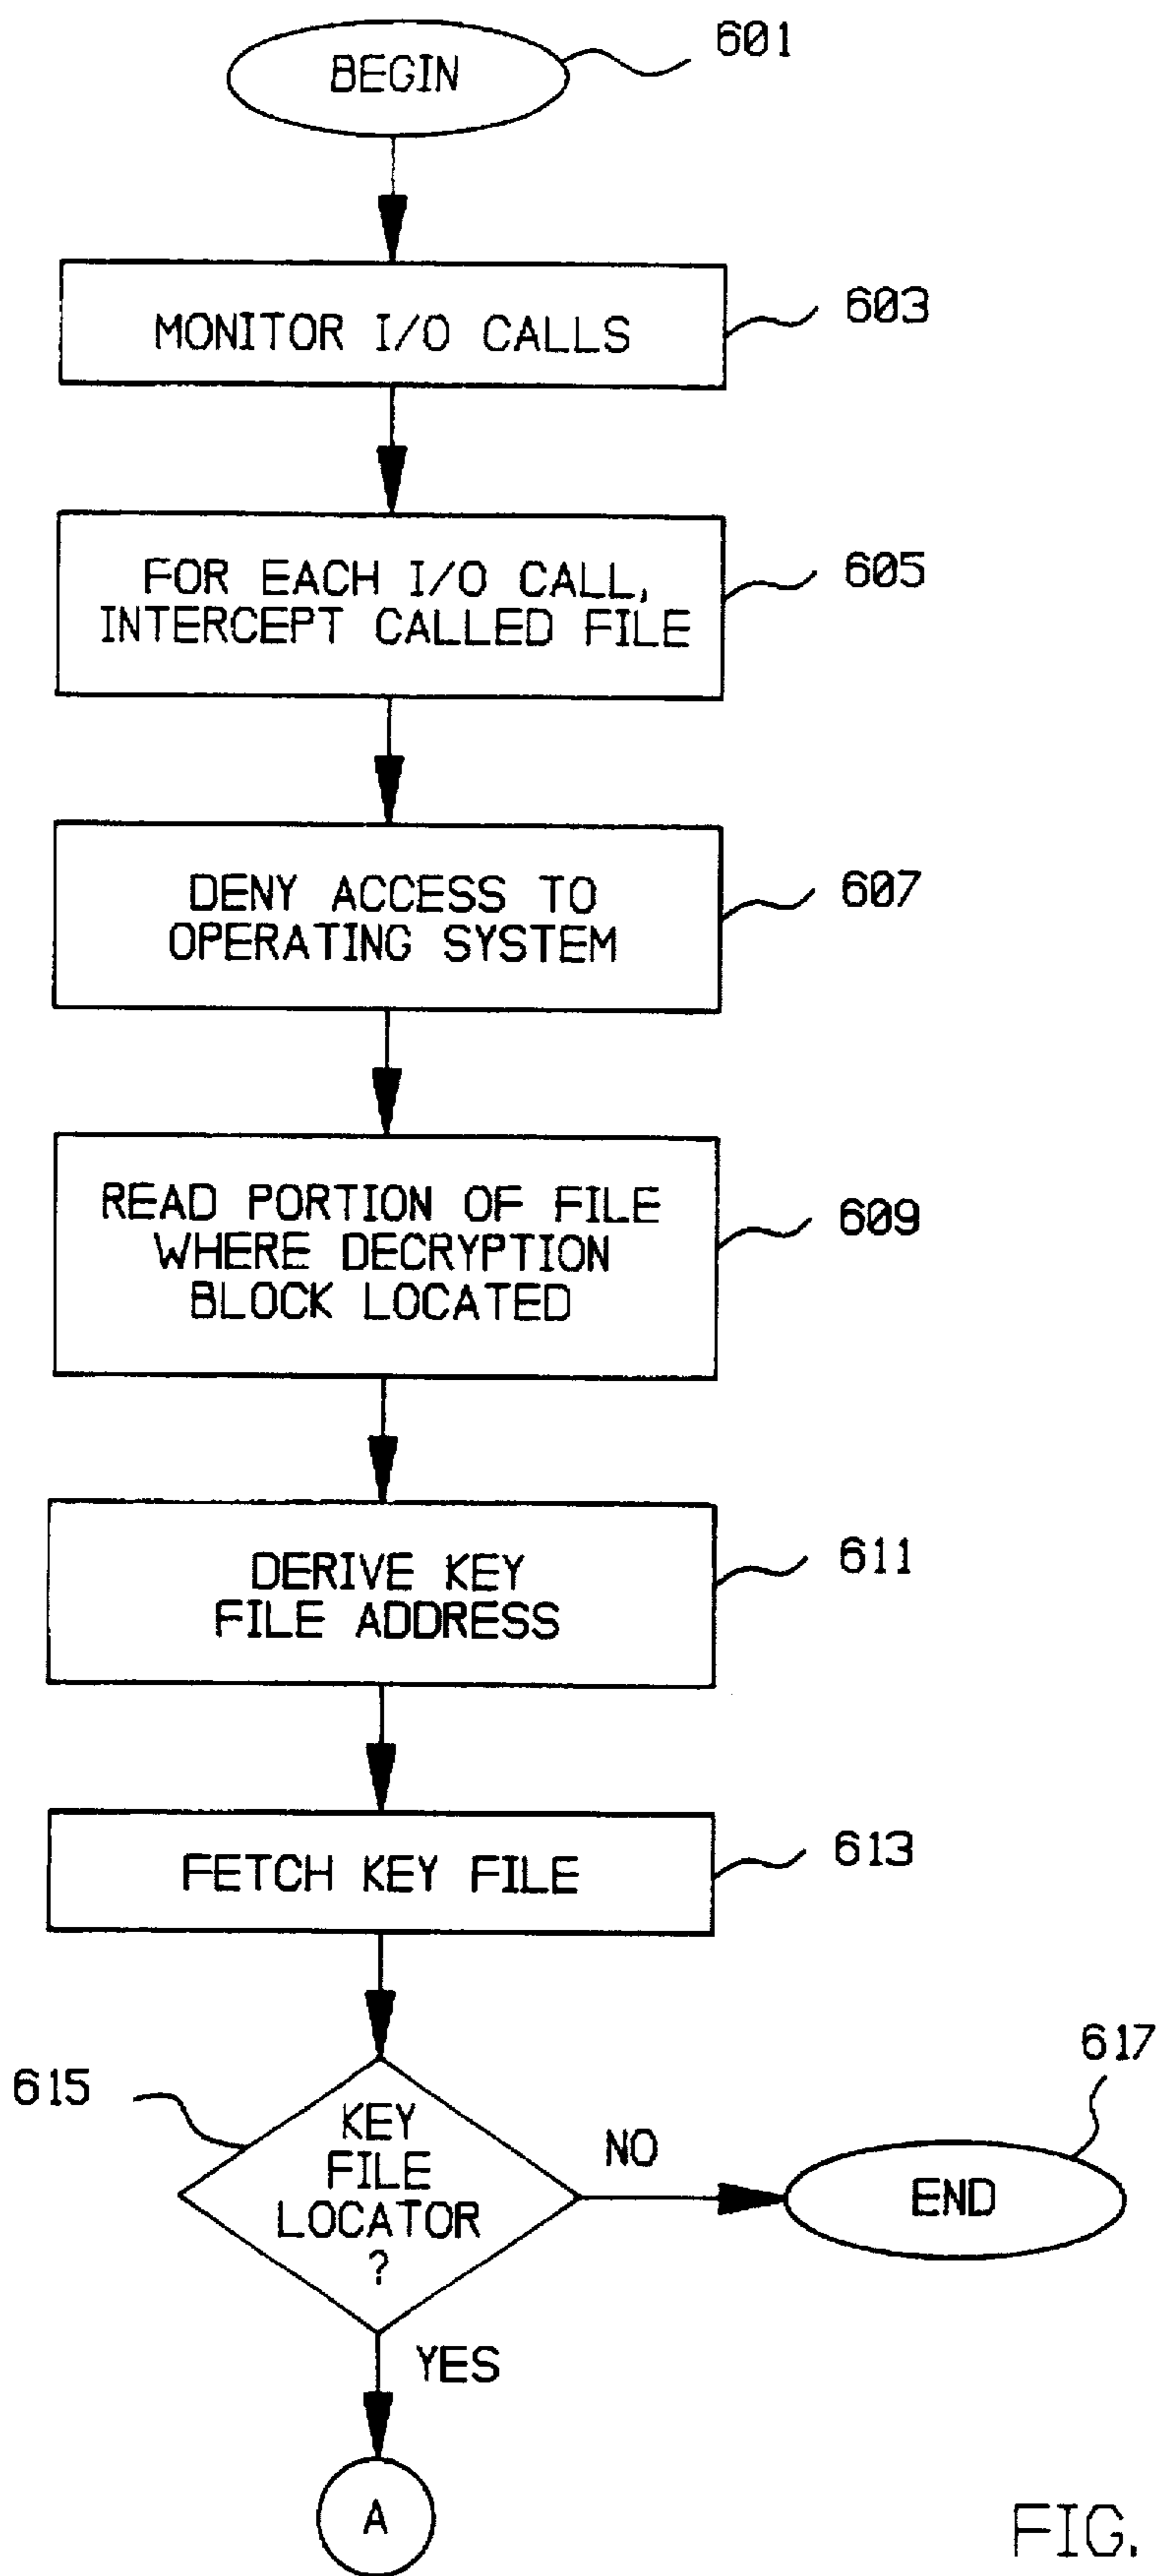 BEGIN
601
MONITOR I/O CALLS
603
FOR EACH I/O CALL,
INTERCEPT CALLED FILE
605
DENY ACCESS TO
OPERATING SYSTEM
607
READ PORTION OF FILE
WHERE DECRYPTION
BLOCK LOCATED
609
DERIVE KEY
FILE ADDRESS
611
FETCH KEY FILE
613
615
KEY
FILE
LOCATOR
?
NO
617
END
YES
A
FIG.